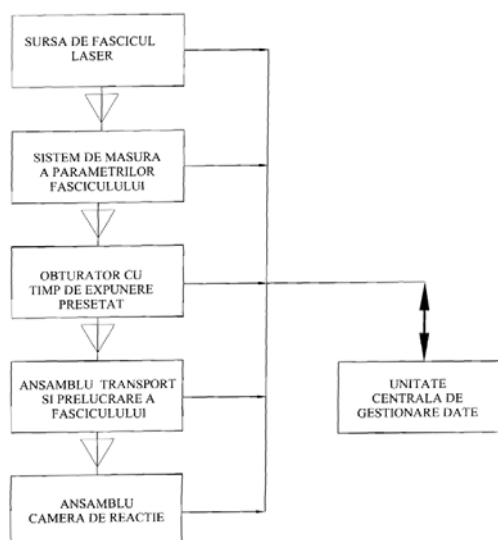 SURSA DE FASCICUL
LASER
SISTEM DE MASURA
A PARAMETRILOR
FASCICULULUI
OBTURATOR CU
TIMP DE EXPUNERE
PRESETAT
ANSAMBLU TRANSPORT
SI PRELUCRARE A
FASCICULULUI
UNITATE
CENTRALA DE
GESTIONARE DATE
ANSAMBLU
CAMERA DE REACTIE